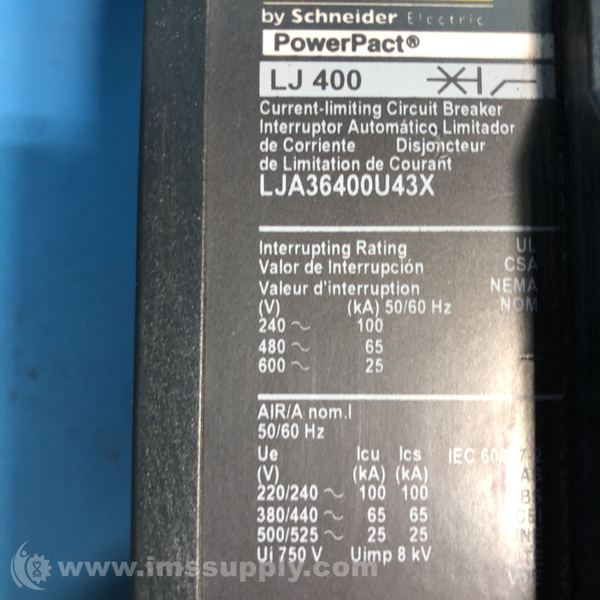 by Schneider Electric
PowerPact®
LJ 400
Current-limiting Circuit Breaker
Interruptor Automático Limitador
de Corriente Disjoncteur
de Limitation de Courant
LJA36400U43X
Interrupting Rating UL
Valor de Interrupción CSA
Valeur d'interruption NEMA
(V) (kA) 50/60 Hz NOM
240 ~ 100
480 ~ 65
600 ~ 25
AIR/A nom.I
50/60 Hz
Ue Icu Ics IEC
(V) (kA) (kA)
220/240 ~ 100 100
380/440 ~ 65 65
500/525 ~ 25 25
Ui 750 V Uimp 8 kV
© www.imssupply.com